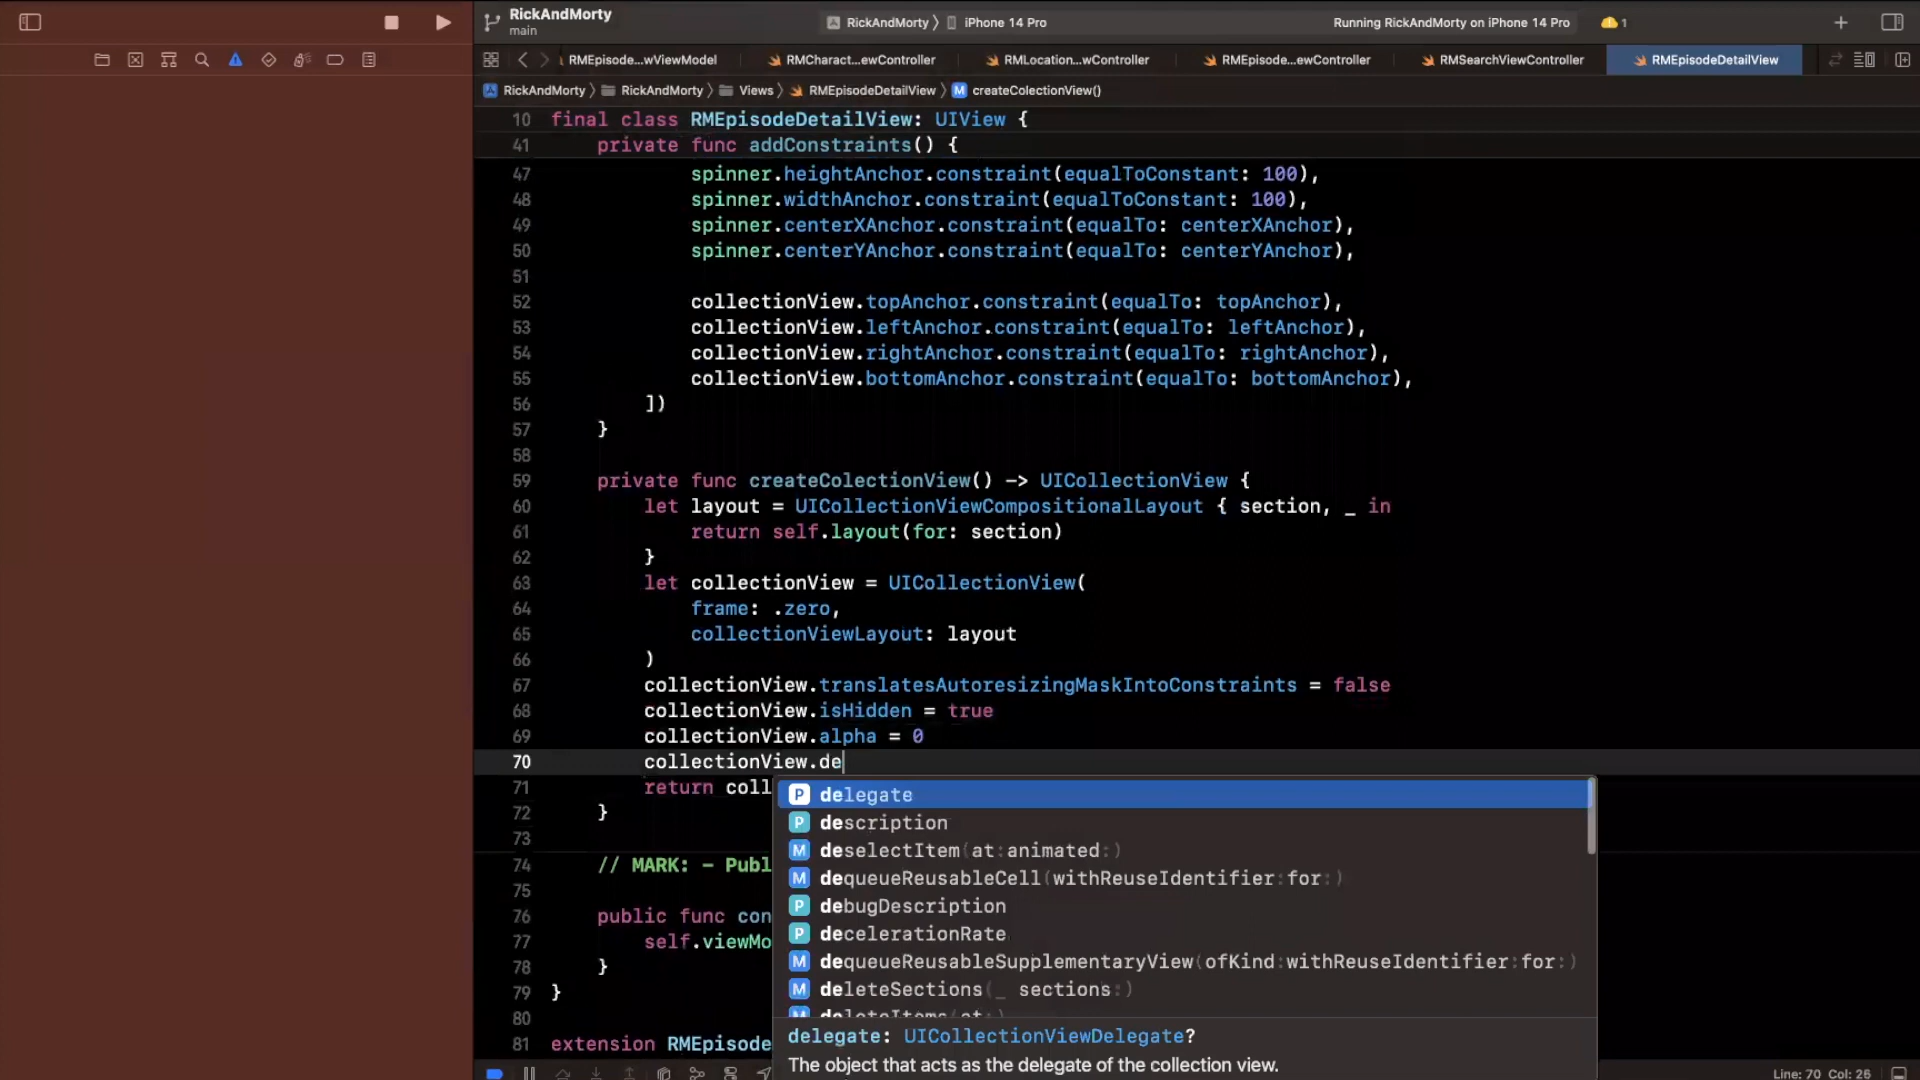 RickAndMorty
main
RickAndMorty 〉 iPhone 14 Pro
Running RickAndMorty on iPhone 14 Pro
1
RMEpisode...wViewModel
RMCharact...ewController
RMLocation...wController
RMEpisode...ewController
RMSearchViewController
RMEpisodeDetailView
RickAndMorty 〉 RickAndMorty 〉 Views 〉 RMEpisodeDetailView 〉 M createColectionView()
10 final class RMEpisodeDetailView: UIView {
41 private func addConstraints() {
47 spinner.heightAnchor.constraint(equalToConstant: 100),
48 spinner.widthAnchor.constraint(equalToConstant: 100),
49 spinner.centerXAnchor.constraint(equalTo: centerXAnchor),
50 spinner.centerYAnchor.constraint(equalTo: centerYAnchor),
51
52 collectionView.topAnchor.constraint(equalTo: topAnchor),
53 collectionView.leftAnchor.constraint(equalTo: leftAnchor),
54 collectionView.rightAnchor.constraint(equalTo: rightAnchor),
55 collectionView.bottomAnchor.constraint(equalTo: bottomAnchor),
56 ])
57 }
58
59 private func createColectionView() -> UICollectionView {
60 let layout = UICollectionViewCompositionalLayout { section, _ in
61 return self.layout(for: section)
62 }
63 let collectionView = UICollectionView(
64 frame: .zero,
65 collectionViewLayout: layout
66 )
67 collectionView.translatesAutoresizingMaskIntoConstraints = false
68 collectionView.isHidden = true
69 collectionView.alpha = 0
70 collectionView.de
71 return coll
P delegate
72 }
P description
73
M deselectItem(at:animated:)
74 // MARK: - Publ
M dequeueReusableCell(withReuseIdentifier:for:)
75
P debugDescription
76 public func con
P decelerationRate
77 self.viewMo
M dequeueReusableSupplementaryView(ofKind:withReuseIdentifier:for:)
78 }
M deleteSections(_ sections:)
79 }
M deleteItems(at:)
80
delegate: UICollectionViewDelegate?
81 extension RMEpisode
The object that acts as the delegate of the collection view.
Line: 70 Col: 26